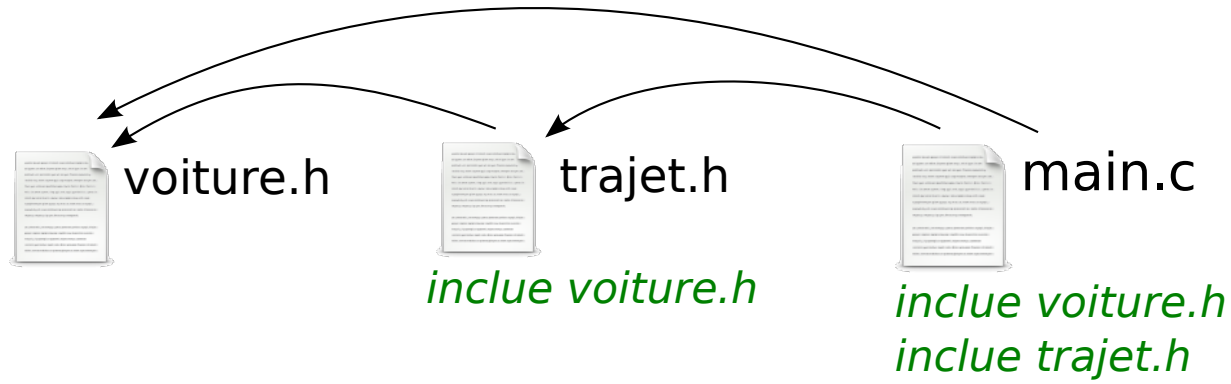 voiture.h
trajet.h
main.c
inclue voiture.h
inclue voiture.h
inclue trajet.h